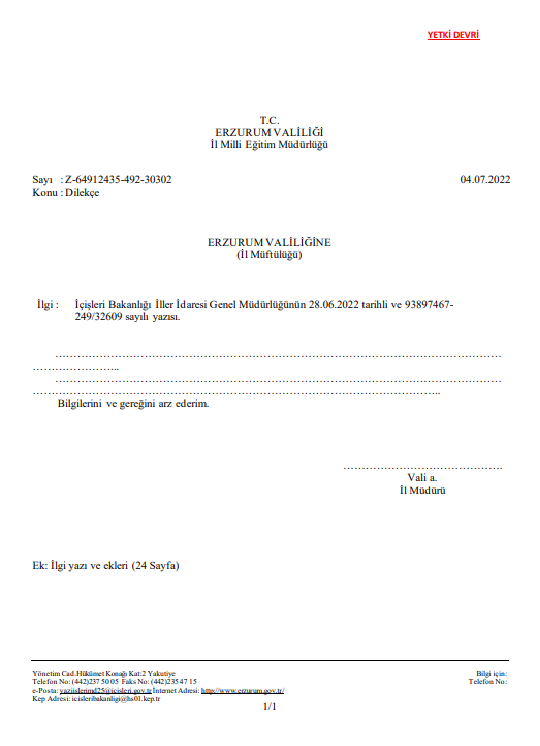 YETKİ DEVRİ
T.C.
ERZURUM VALİLİĞİ
İl Milli Eğitim Müdürlüğü
Sayı : Z-64912435-492-30302 04.07.2022
Konu : Dilekçe
ERZURUM VALİLİĞİNE
(İl Müftülüğü)
İlgi : İçişleri Bakanlığı İller İdaresi Genel Müdürlüğünün 28.06.2022 tarihli ve 93897467-
249/32609 sayılı yazısı.
……………………………………………………………………………………………
…………………..
……………………………………………………………………………………………
…………………………………………………………………………………..
Bilgilerini ve gereğini arz ederim.
……………………………………
Vali a.
İl Müdürü
Ek: İlgi yazı ve ekleri (24 Sayfa)
Yönetim Cad.Hükümet Konağı Kat:2 Yakutiye Bilgi için:
Telefon No: (442)237 50 05 Faks No: (442)235 47 15 Telefon No:
e-Posta: yaziisllerimd25@icisleri.gov.tr İnternet Adresi: http://www.erzurum.gov.tr/
Kep Adresi: icisleribakanligi@hs01.kep.tr
1/1